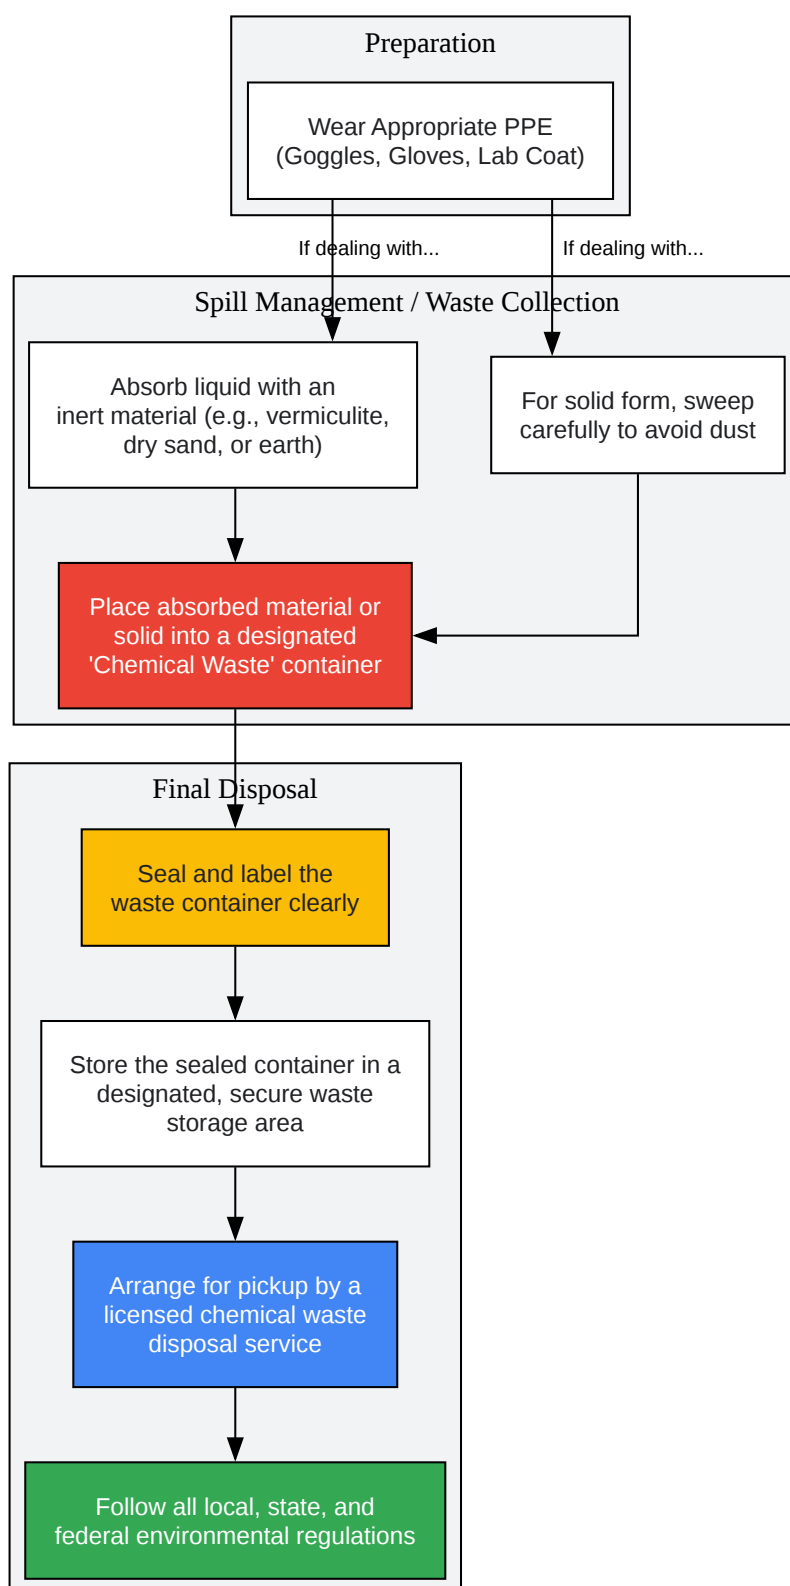 Preparation
Wear Appropriate PPE
(Goggles, Gloves, Lab Coat)
If dealing with...
If dealing with...
Spill Management / Waste Collection
Absorb liquid with an
inert material (e.g., vermiculite,
dry sand, or earth)
For solid form, sweep
carefully to avoid dust
Place absorbed material or
solid into a designated
'Chemical Waste' container
Final Disposal
Seal and label the
waste container clearly
Store the sealed container in a
designated, secure waste
storage area
Arrange for pickup by a
licensed chemical waste
disposal service
Follow all local, state, and
federal environmental regulations